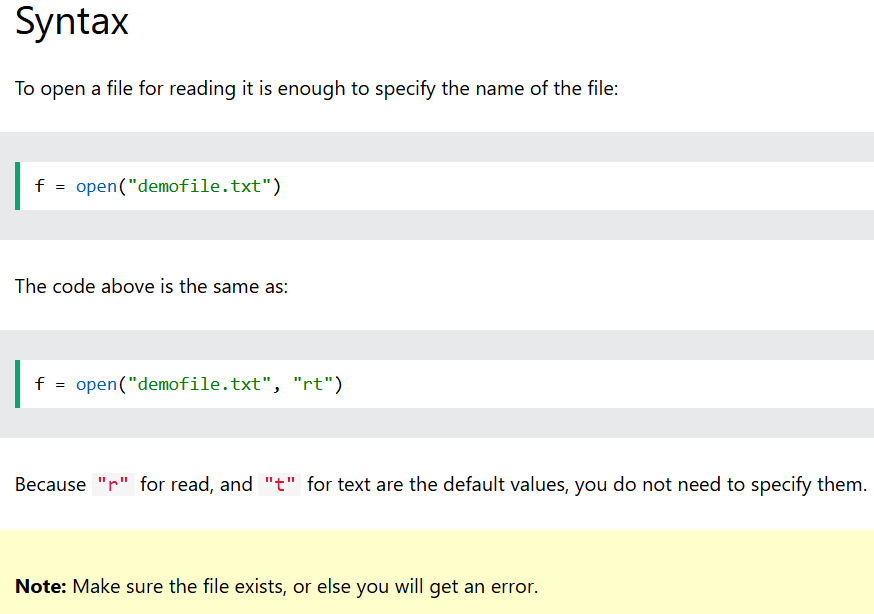 Syntax
To open a file for reading it is enough to specify the name of the file:
f = open("demofile.txt")
The code above is the same as:
f = open("demofile.txt", "rt")
Because "r" for read, and "t" for text are the default values, you do not need to specify them.
Note: Make sure the file exists, or else you will get an error.